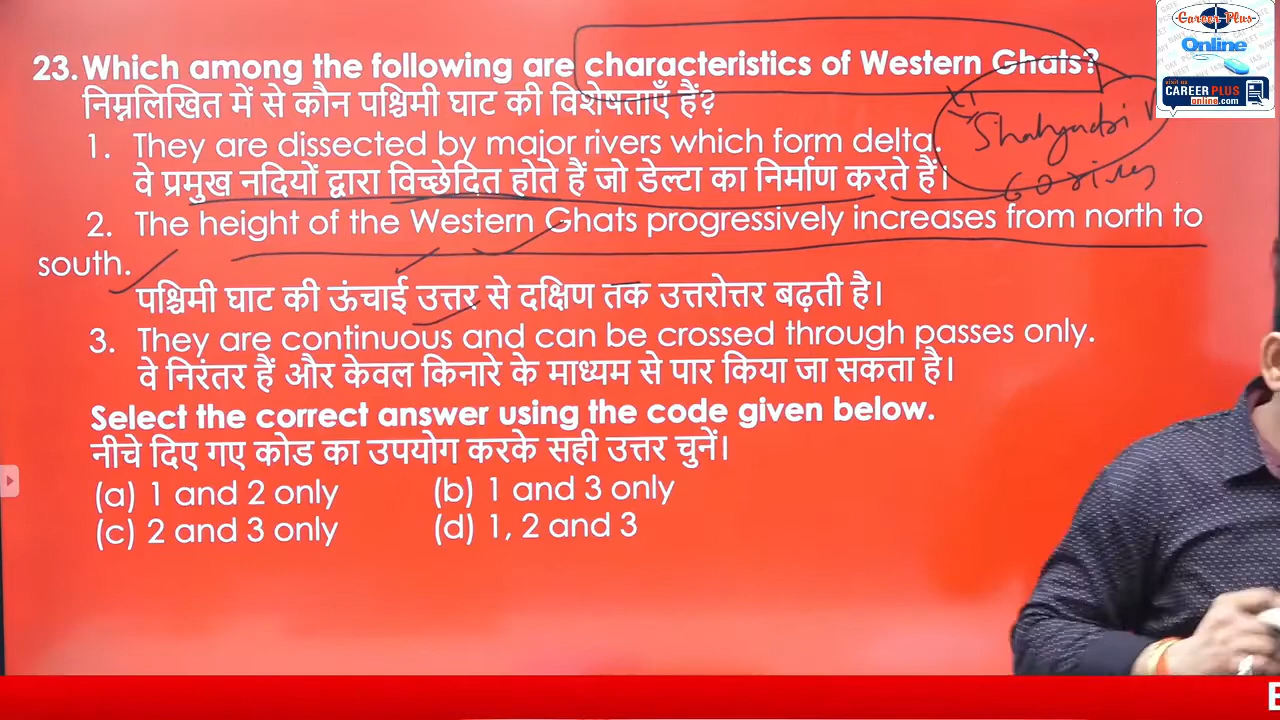 Career Plus
Online
visit us
CAREER PLUS
online.com
23. Which among the following are characteristics of Western Ghats?
निम्नलिखित में से कौन पश्चिमी घाट की विशेषताएँ हैं?
1. They are dissected by major rivers which form delta.
Shahyadri
वे प्रमुख नदियों द्वारा विच्छेदित होते हैं जो डेल्टा का निर्माण करते हैं।
60 rivers
2. The height of the Western Ghats progressively increases from north to
south.
पश्चिमी घाट की ऊंचाई उत्तर से दक्षिण तक उत्तरोत्तर बढ़ती है।
3. They are continuous and can be crossed through passes only.
वे निरंतर हैं और केवल किनारे के माध्यम से पार किया जा सकता है।
Select the correct answer using the code given below.
नीचे दिए गए कोड का उपयोग करके सही उत्तर चुनें।
(a) 1 and 2 only (b) 1 and 3 only
(c) 2 and 3 only (d) 1, 2 and 3